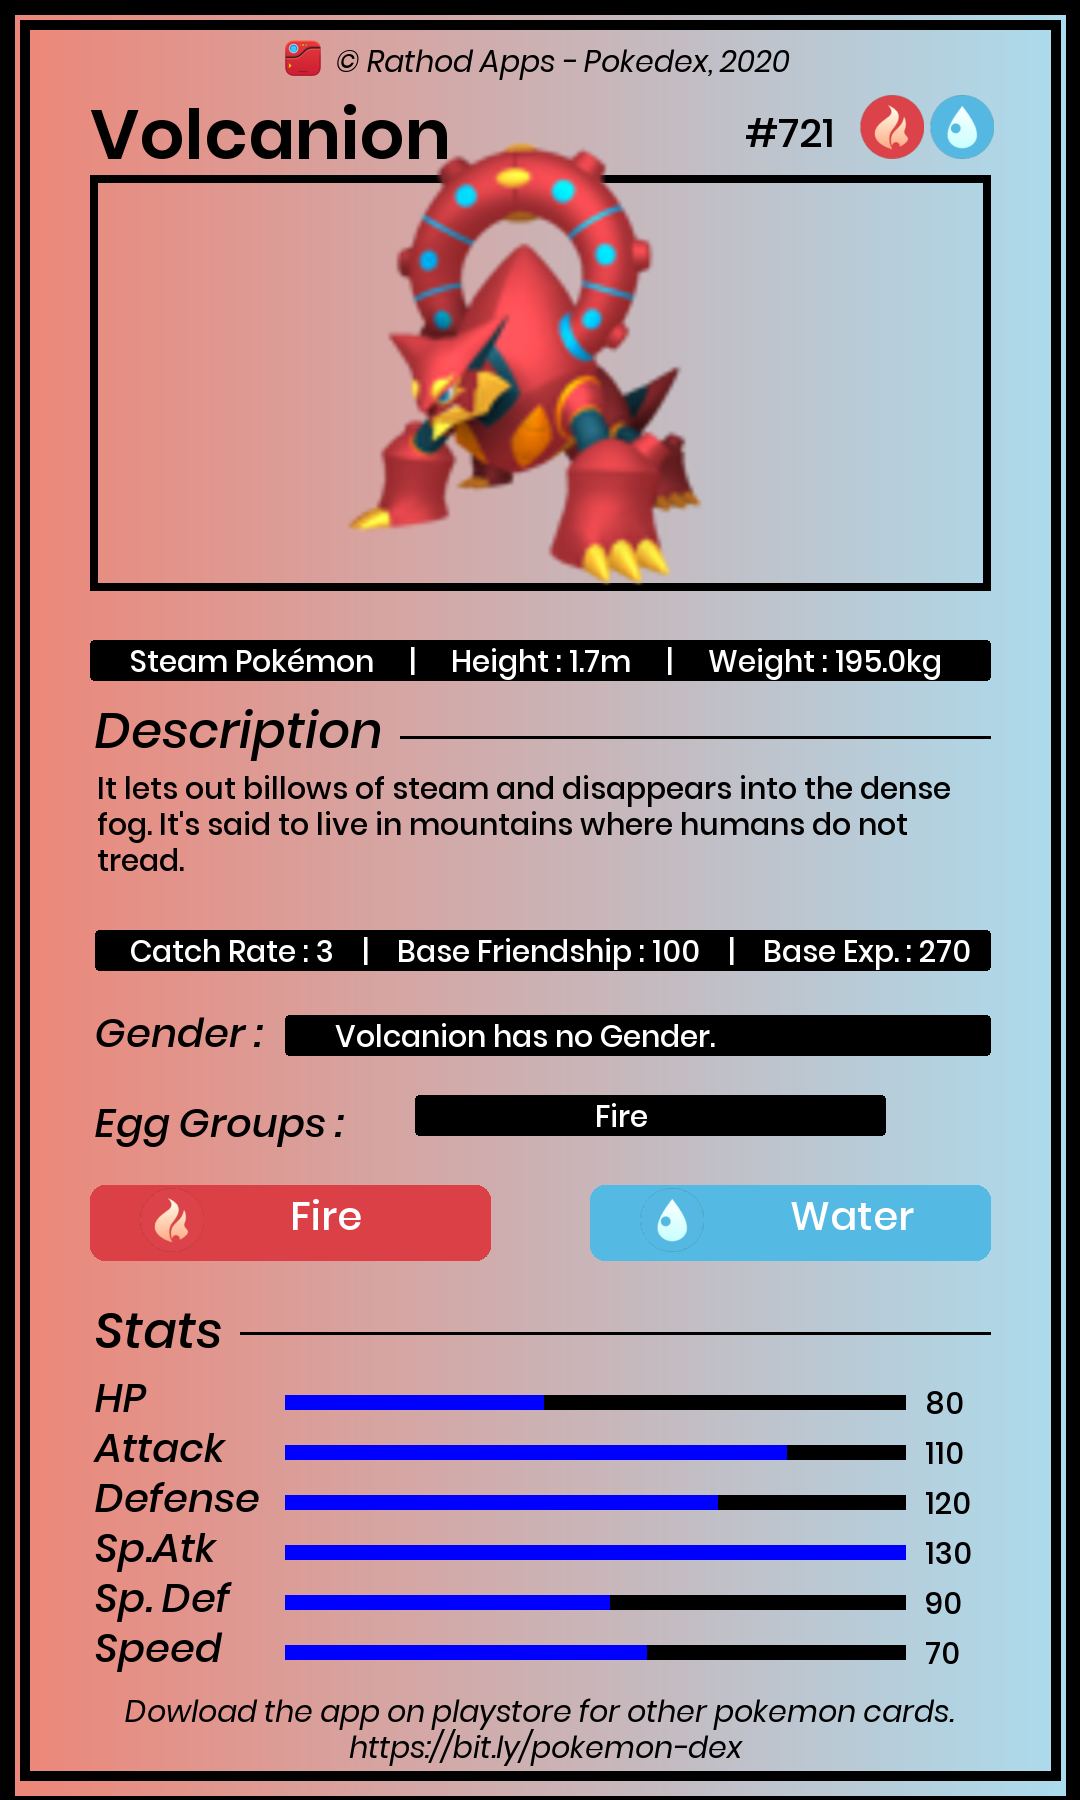 © Rathod Apps - Pokedex, 2020
Volcanion #721
Steam Pokémon | Height : 1.7m | Weight : 195.0kg
Description
It lets out billows of steam and disappears into the dense
fog. It's said to live in mountains where humans do not
tread.
Catch Rate : 3 | Base Friendship : 100 | Base Exp. : 270
Gender : Volcanion has no Gender.
Egg Groups : Fire
Fire Water
Stats
HP 80
Attack 110
Defense 120
Sp.Atk 130
Sp. Def 90
Speed 70
Dowload the app on playstore for other pokemon cards.
https://bit.ly/pokemon-dex